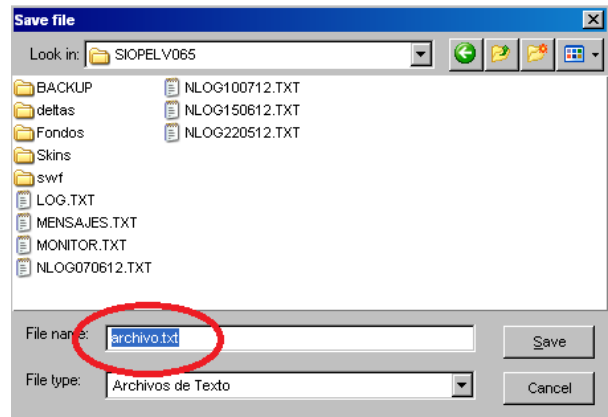 Save file
Look in: SIOPELV065
BACKUP
deltas
Fondos
Skins
swf
LOG.TXT
MENSAJES.TXT
MONITOR.TXT
NLOG070612.TXT
NLOG100712.TXT
NLOG150612.TXT
NLOG220512.TXT
File name: archivo.txt
Save
File type: Archivos de Texto
Cancel